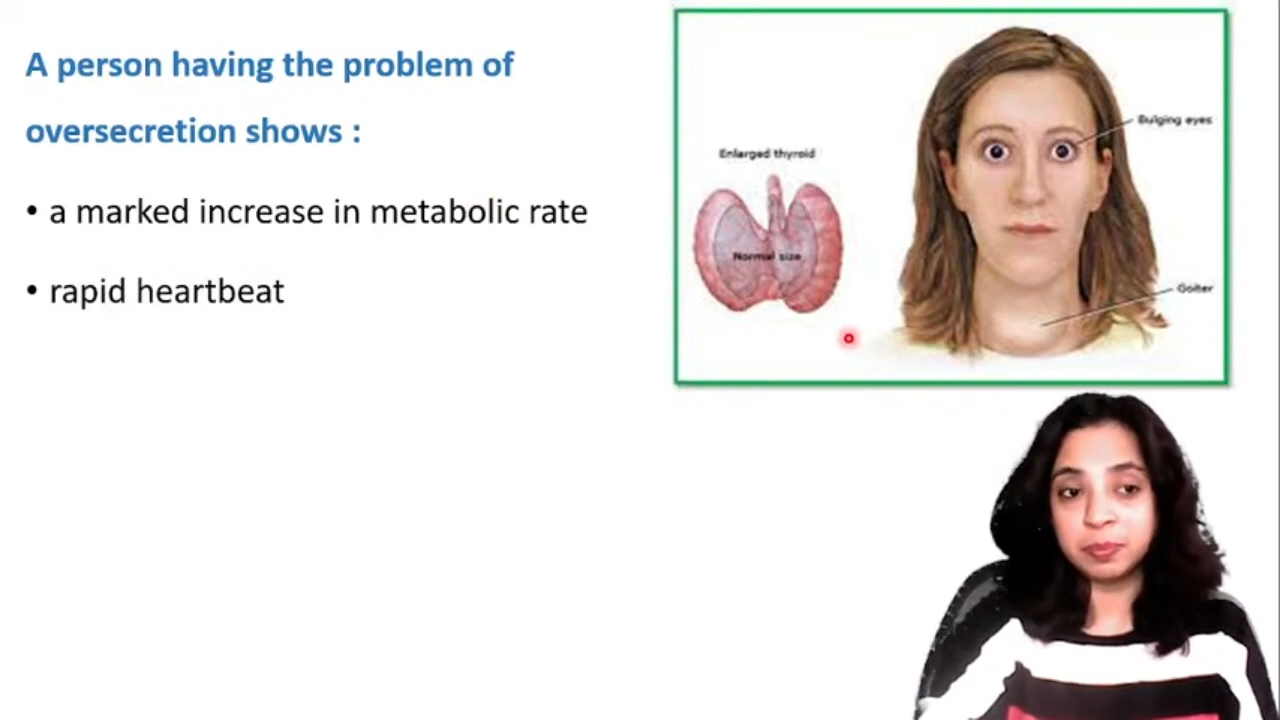 A person having the problem of
oversecretion shows :
• a marked increase in metabolic rate
• rapid heartbeat
Enlarged thyroid
Normal size
Bulging eyes
Goiter